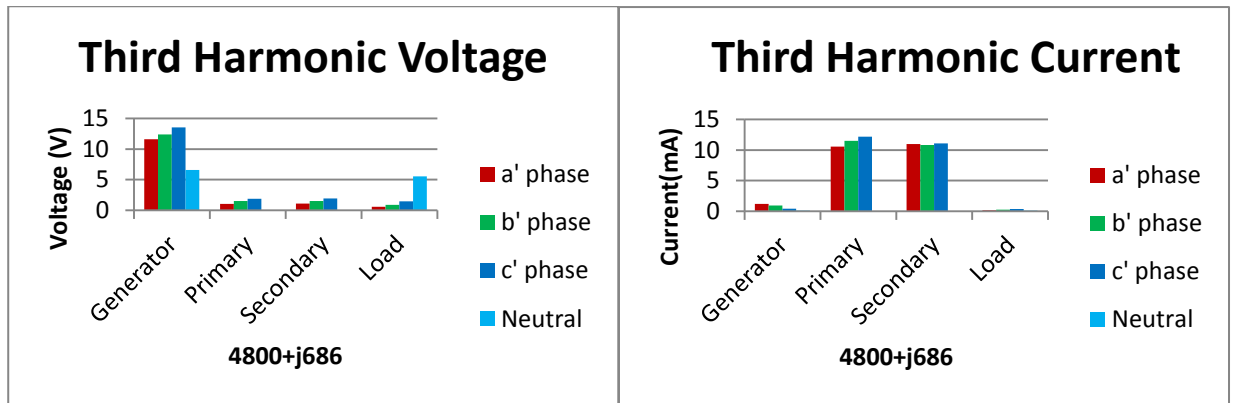 Third Harmonic Voltage
Voltage (V)
15
10
5
0
Generator
Primary
Secondary
Load
4800+j686
a' phase
b' phase
c' phase
Neutral
Third Harmonic Current
Current(mA)
15
10
5
0
Generator
Primary
Secondary
Load
4800+j686
a' phase
b' phase
c' phase
Neutral